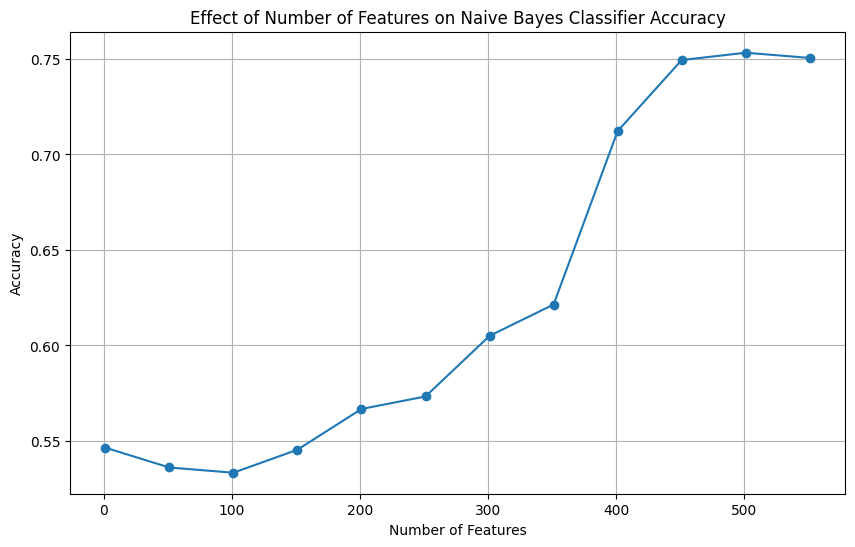 Effect of Number of Features on Naive Bayes Classifier Accuracy
0.75
0.70
0.65
0.60
0.55
Accuracy
0 100 200 300 400 500
Number of Features